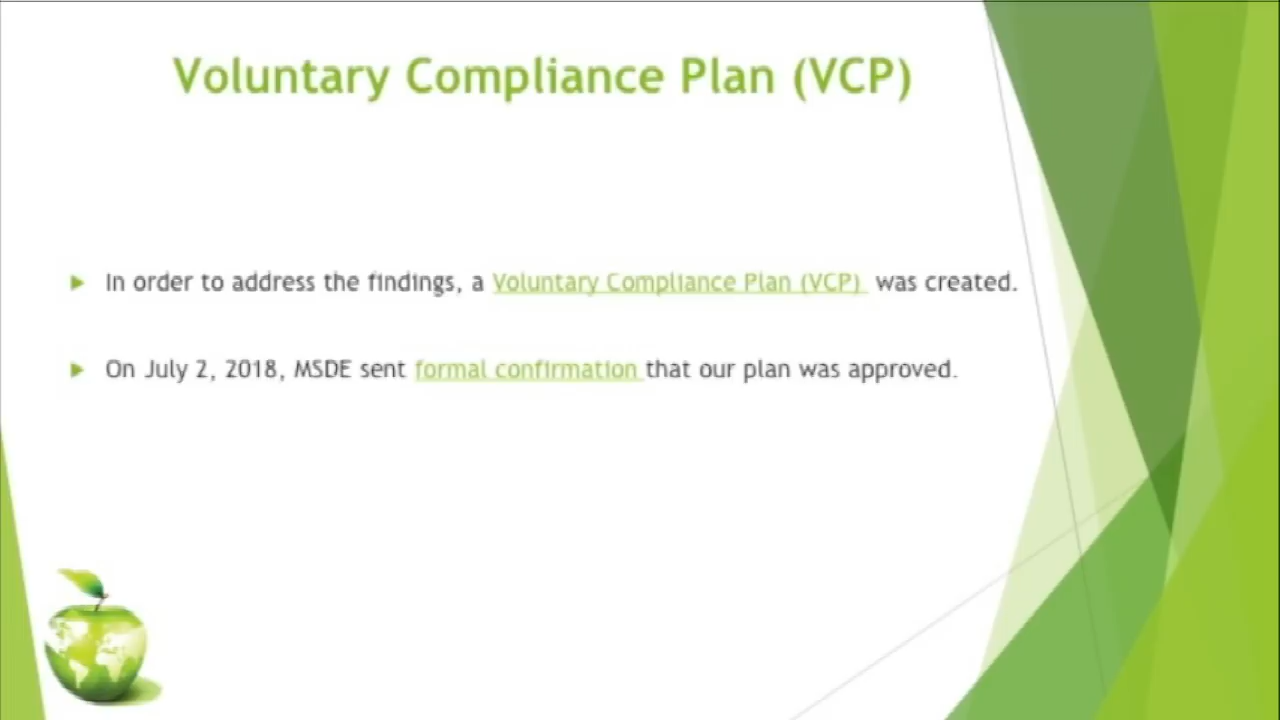 Voluntary Compliance Plan (VCP)
In order to address the findings, a Voluntary Compliance Plan (VCP) was created.
On July 2, 2018, MSDE sent formal confirmation that our plan was approved.